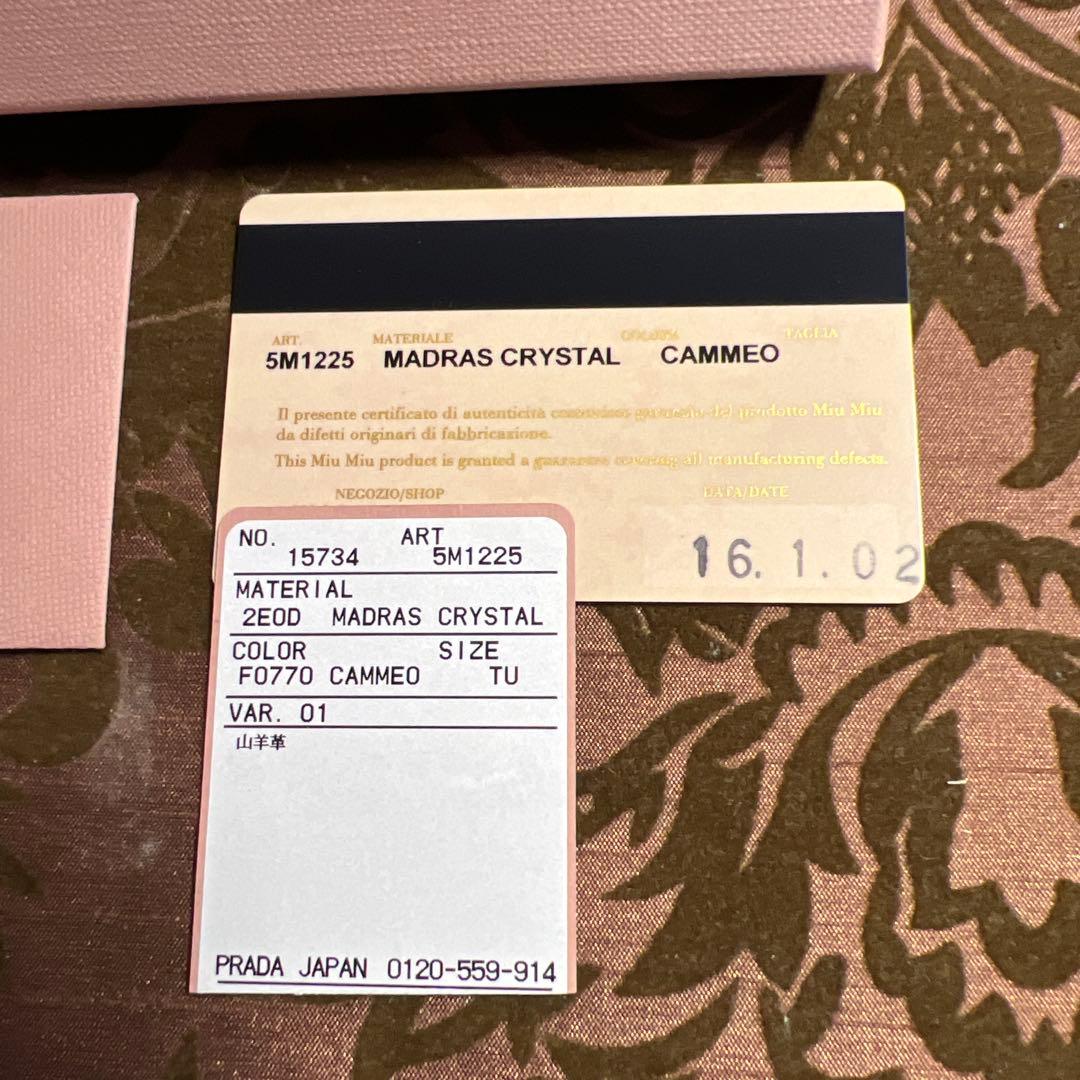 ART. MATERIALE COLORE TAGLIA
5M1225 MADRAS CRYSTAL CAMMEO
Il presente certificato di autenticità garanzia del prodotto Miu Miu
da difetti originari di fabbricazione.
This Miu Miu product is granted a guarantee covering all manufacturing defects.
NEGOZIO/SHOP DATA/DATE
16. 1. 02
NO. ART
15734 5M1225
MATERIAL
2EOD MADRAS CRYSTAL
COLOR SIZE
F0770 CAMMEO TU
VAR. 01
山羊革
PRADA JAPAN 0120-559-914